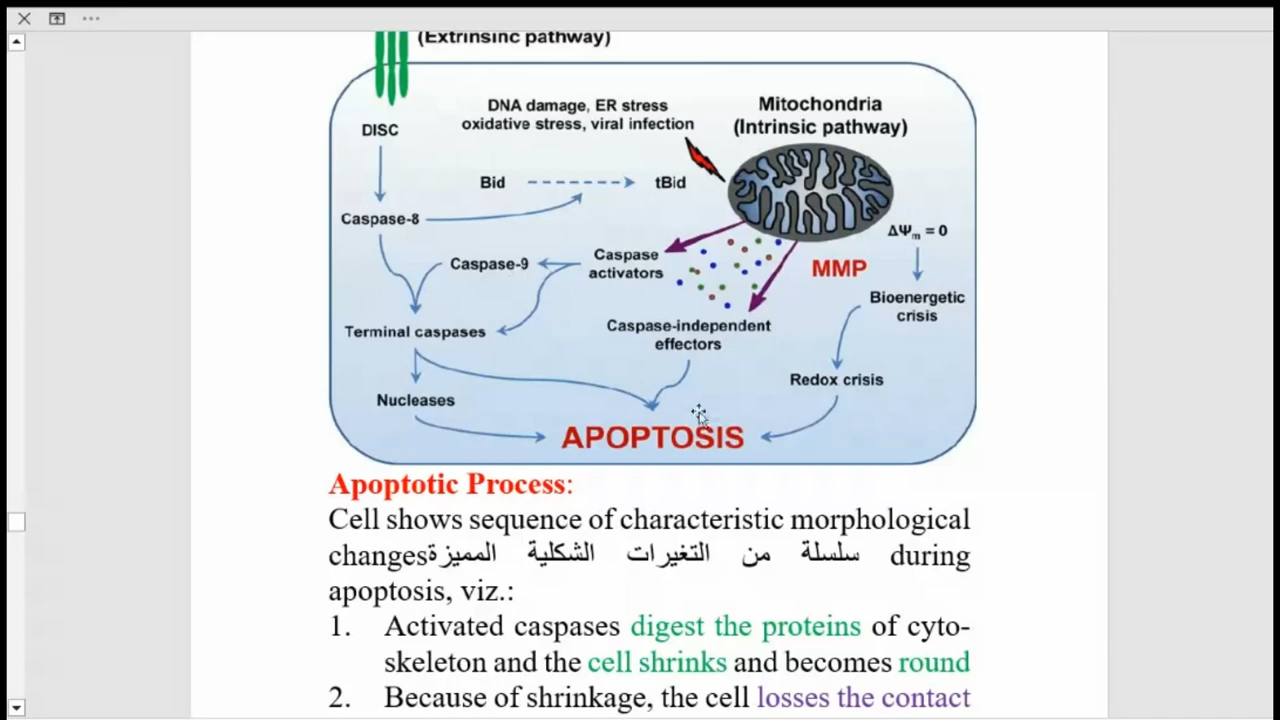 (Extrinsinc pathway)
DNA damage, ER stress
oxidative stress, viral infection
Mitochondria
(Intrinsic pathway)
DISC
Bid
tBid
Caspase-8
ΔΨm = 0
Caspase-9
Caspase
activators
MMP
Bioenergetic
crisis
Terminal caspases
Caspase-independent
effectors
Redox crisis
Nucleases
APOPTOSIS
Apoptotic Process:
Cell shows sequence of characteristic morphological
changes سلسلة من التغيرات الشكلية المميزة during
apoptosis, viz.:
1. Activated caspases digest the proteins of cyto-
skeleton and the cell shrinks and becomes round
2. Because of shrinkage, the cell losses the contact